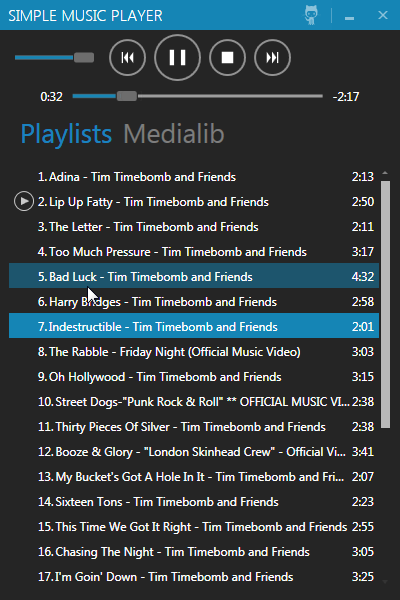 SIMPLE MUSIC PLAYER
0:32 -2:17
Playlists Medialib
1. Adina - Tim Timebomb and Friends 2:13
2. Lip Up Fatty - Tim Timebomb and Friends 2:50
3. The Letter - Tim Timebomb and Friends 2:11
4. Too Much Pressure - Tim Timebomb and Friends 3:17
5. Bad Luck - Tim Timebomb and Friends 4:32
6. Harry Bridges - Tim Timebomb and Friends 2:58
7. Indestructible - Tim Timebomb and Friends 2:01
8. The Rabble - Friday Night (Official Music Video) 3:03
9. Oh Hollywood - Tim Timebomb and Friends 3:15
10. Street Dogs-"Punk Rock & Roll" ** OFFICIAL MUSIC VI... 2:38
11. Thirty Pieces Of Silver - Tim Timebomb and Friends 2:38
12. Booze & Glory - "London Skinhead Crew" - Official Vi... 3:41
13. My Bucket's Got A Hole In It - Tim Timebomb and Fri... 2:07
14. Sixteen Tons - Tim Timebomb and Friends 2:23
15. This Time We Got It Right - Tim Timebomb and Friends 2:55
16. Chasing The Night - Tim Timebomb and Friends 3:05
17. I'm Goin' Down - Tim Timebomb and Friends 3:25